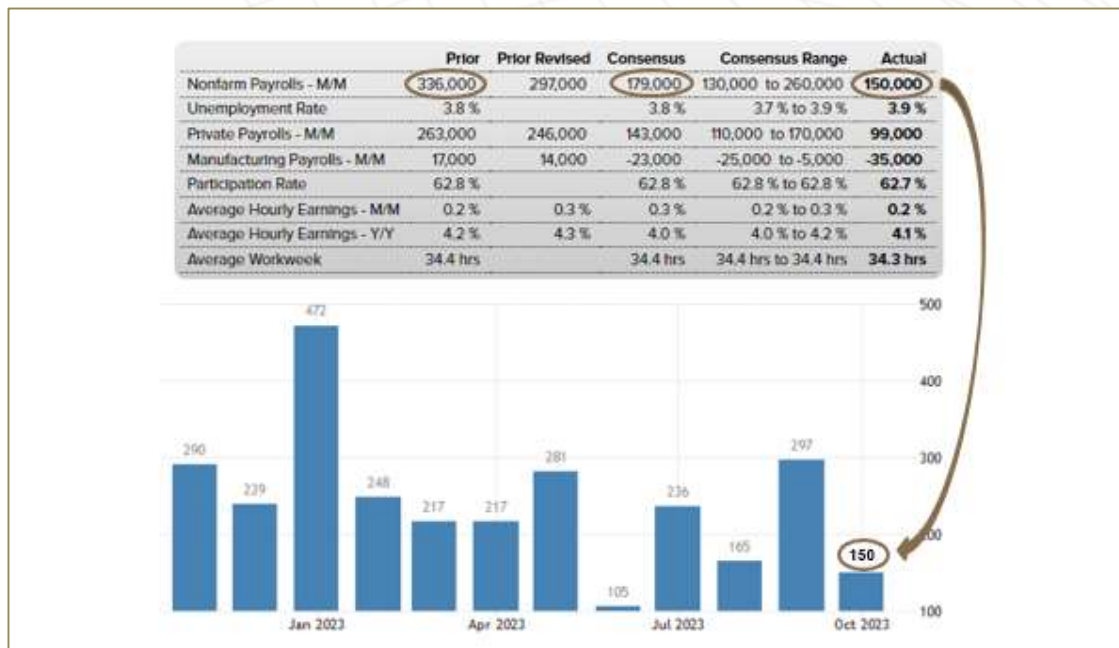 Prior Prior Revised Consensus Consensus Range Actual
Nonfarm Payrolls - M/M 336,000 297,000 179,000 130,000 to 260,000 150,000
Unemployment Rate 3.8 % 3.8 % 3.7 % to 3.9 % 3.9 %
Private Payrolls - M/M 263,000 246,000 143,000 110,000 to 170,000 99,000
Manufacturing Payrolls - M/M 17,000 14,000 -23,000 -25,000 to -5,000 -35,000
Participation Rate 62.8 % 62.8 % 62.8 % to 62.8 % 62.7 %
Average Hourly Earnings - M/M 0.2 % 0.3 % 0.3 % 0.2 % to 0.3 % 0.2 %
Average Hourly Earnings - Y/Y 4.2 % 4.3 % 4.0 % 4.0 % to 4.2 % 4.1 %
Average Workweek 34.4 hrs 34.4 hrs 34.4 hrs to 34.4 hrs 34.3 hrs
500
472
400
300
297
290
281
248
239
236
217 217
200
165
150
105
100
Jan 2023 Apr 2023 Jul 2023 Oct 2023